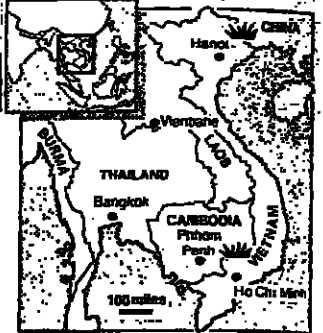 CHINA
Hanoi
Vientiane
BURMA
LAOS
THAILAND
Bangkok
CAMBODIA
Phnom
Penh
VIETNAM
Ho Chi Minh
100 miles